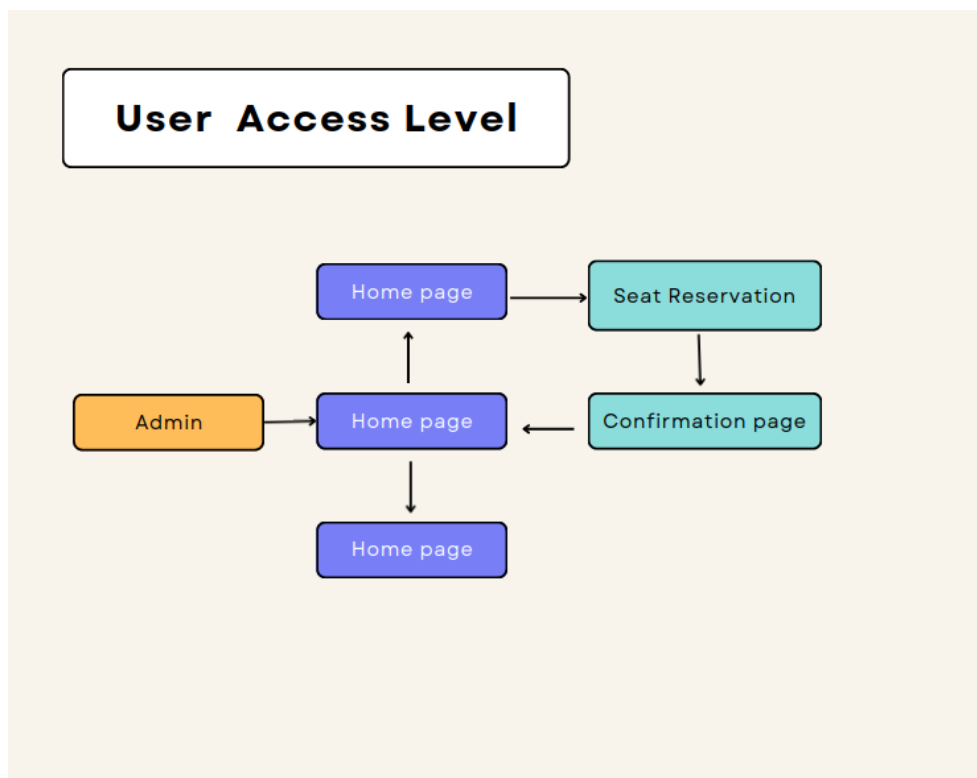 User Access Level
Home page
Seat Reservation
Admin
Home page
Confirmation page
Home page